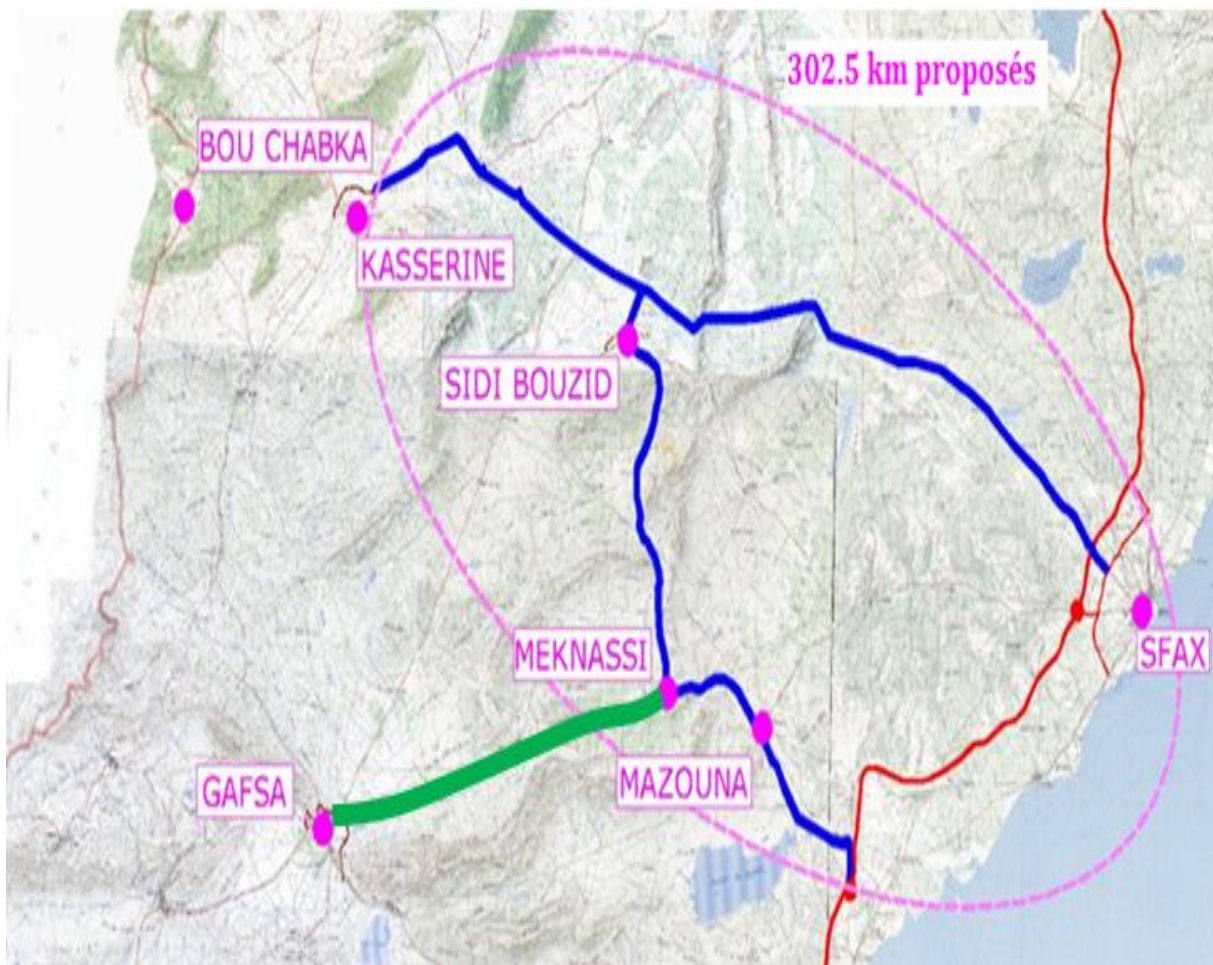 302.5 km proposés
BOU CHABKA
KASSERINE
SIDI BOUZID
MEKNASSI
SFAX
MAZOUNA
GAFSA